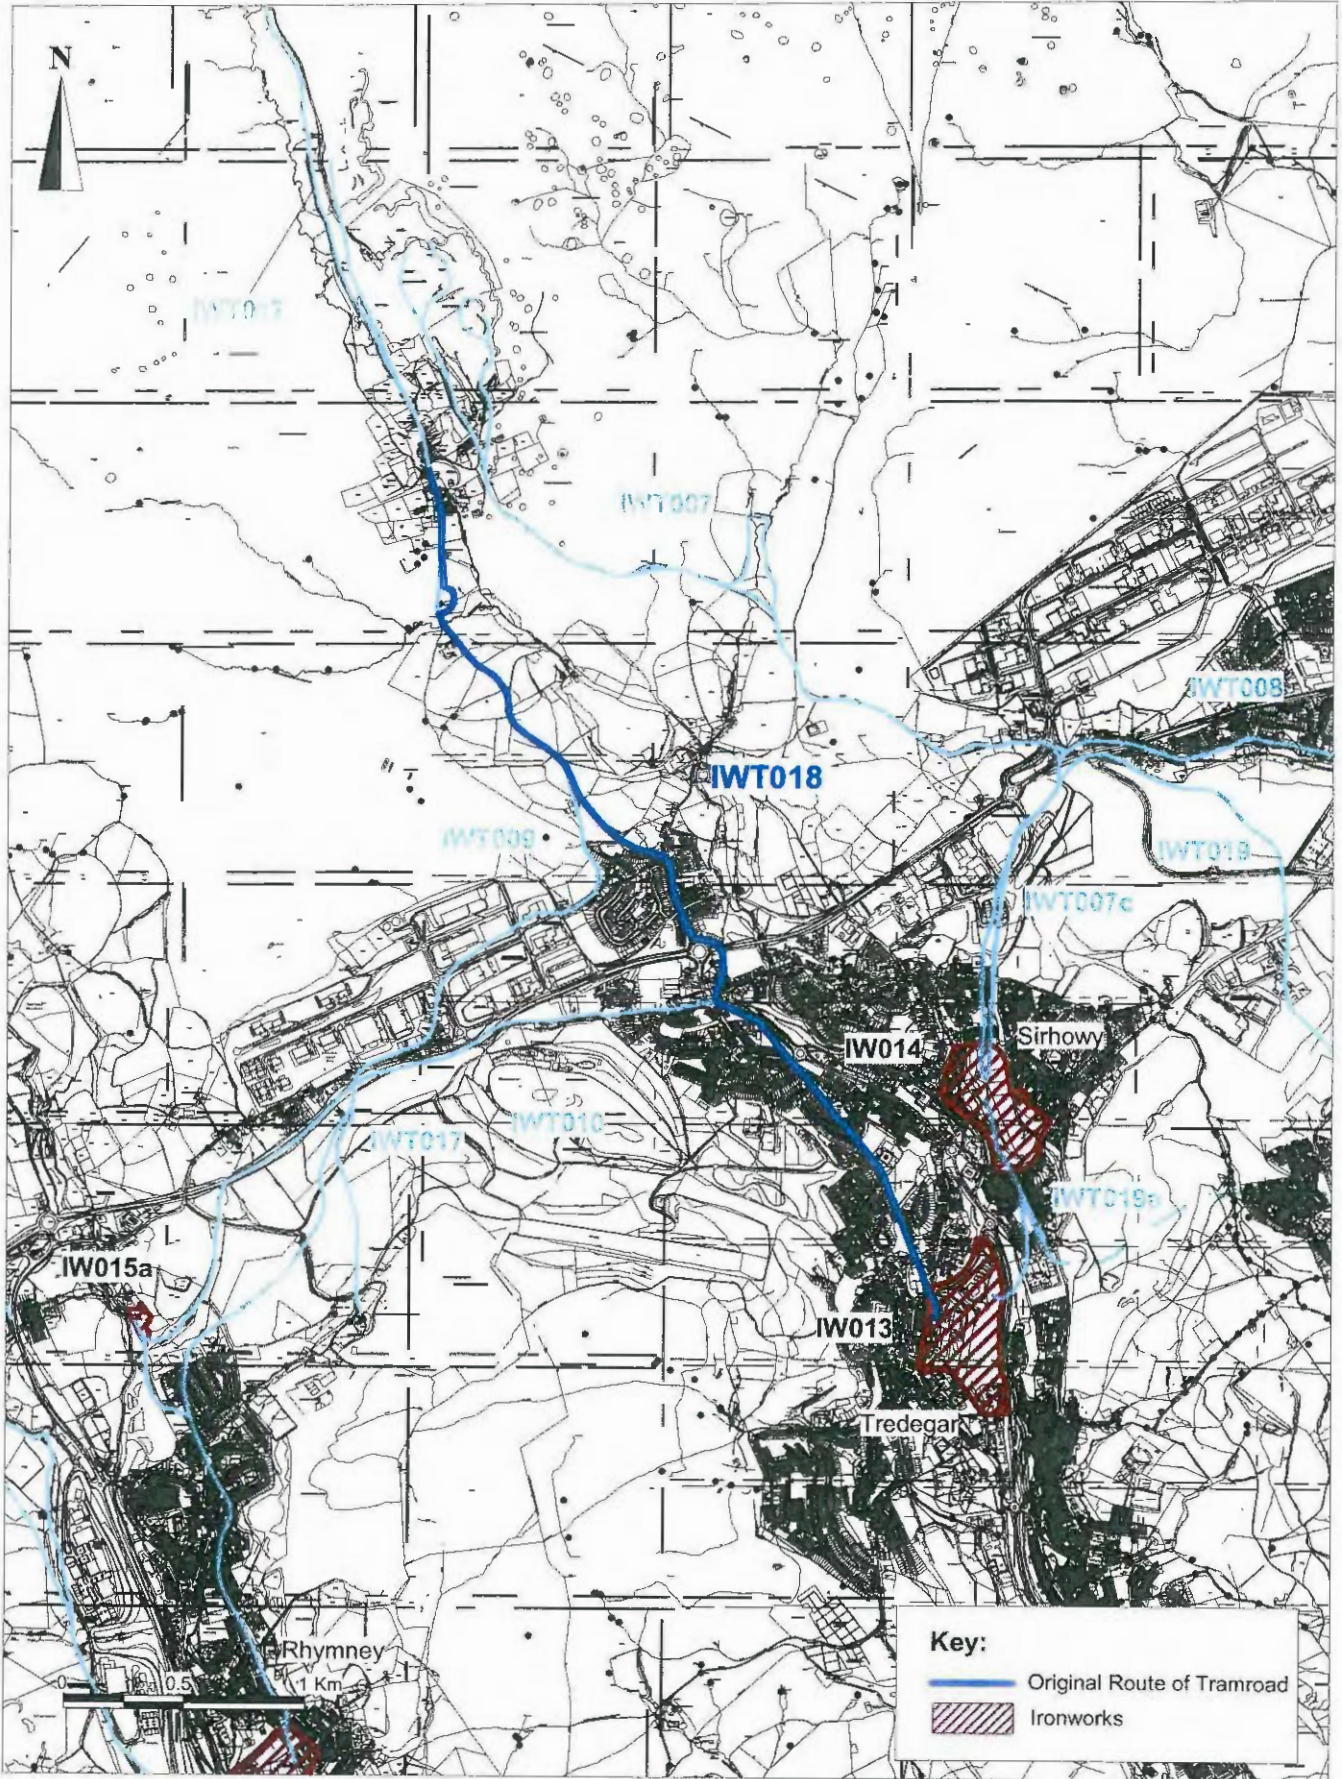 N
IWT007
IWT008
IWT018
IWT009
IWT019
IWT007c
IW014
Sirhowy
IWT010
IWT017
IW015a
IW013
Tredegar
Rhymney
0 0.5 1 Km
Key:
Original Route of Tramroad
Ironworks